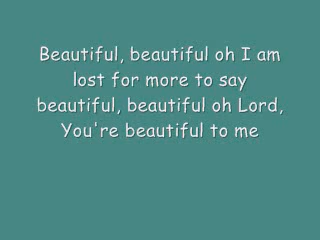 Beautiful, beautiful oh I am
lost for more to say
beautiful, beautiful oh Lord,
You're beautiful to me